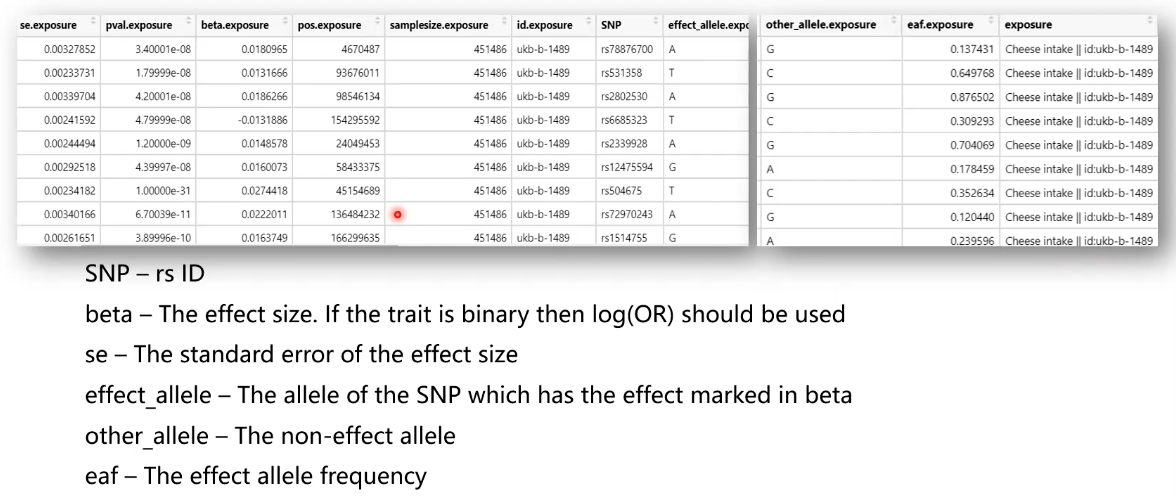 se.exposure pval.exposure beta.exposure pos.exposure samplesize.exposure id.exposure SNP effect_allele.expo other_allele.exposure eaf.exposure exposure
0.00327852 3.40001e-08 0.0180965 4670487 451486 ukb-b-1489 rs78876700 A G 0.137431 Cheese intake || id:ukb-b-1489
0.00233731 1.79999e-08 0.0131666 93676011 451486 ukb-b-1489 rs531358 T C 0.649768 Cheese intake || id:ukb-b-1489
0.00339704 4.20001e-08 0.0186266 98546134 451486 ukb-b-1489 rs2802530 A G 0.876502 Cheese intake || id:ukb-b-1489
0.00241592 4.79999e-08 -0.0131886 154295592 451486 ukb-b-1489 rs6685323 T C 0.309293 Cheese intake || id:ukb-b-1489
0.00244494 1.20000e-09 0.0148578 24049453 451486 ukb-b-1489 rs2339928 A G 0.704069 Cheese intake || id:ukb-b-1489
0.00292518 4.39997e-08 0.0160073 58433375 451486 ukb-b-1489 rs12475594 G A 0.178459 Cheese intake || id:ukb-b-1489
0.00234182 1.00000e-31 0.0274418 45154689 451486 ukb-b-1489 rs504675 T C 0.352634 Cheese intake || id:ukb-b-1489
0.00340166 6.70039e-11 0.0222011 136484232 451486 ukb-b-1489 rs72970243 A G 0.120440 Cheese intake || id:ukb-b-1489
0.00261651 3.89996e-10 0.0163749 166299635 451486 ukb-b-1489 rs1514755 G A 0.239596 Cheese intake || id:ukb-b-1489
SNP – rs ID
beta – The effect size. If the trait is binary then log(OR) should be used
se – The standard error of the effect size
effect_allele – The allele of the SNP which has the effect marked in beta
other_allele – The non-effect allele
eaf – The effect allele frequency